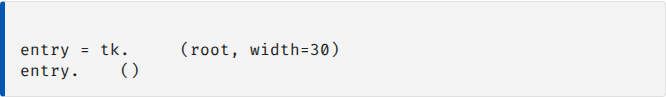 entry = tk.     (root, width=30)
entry.    ()